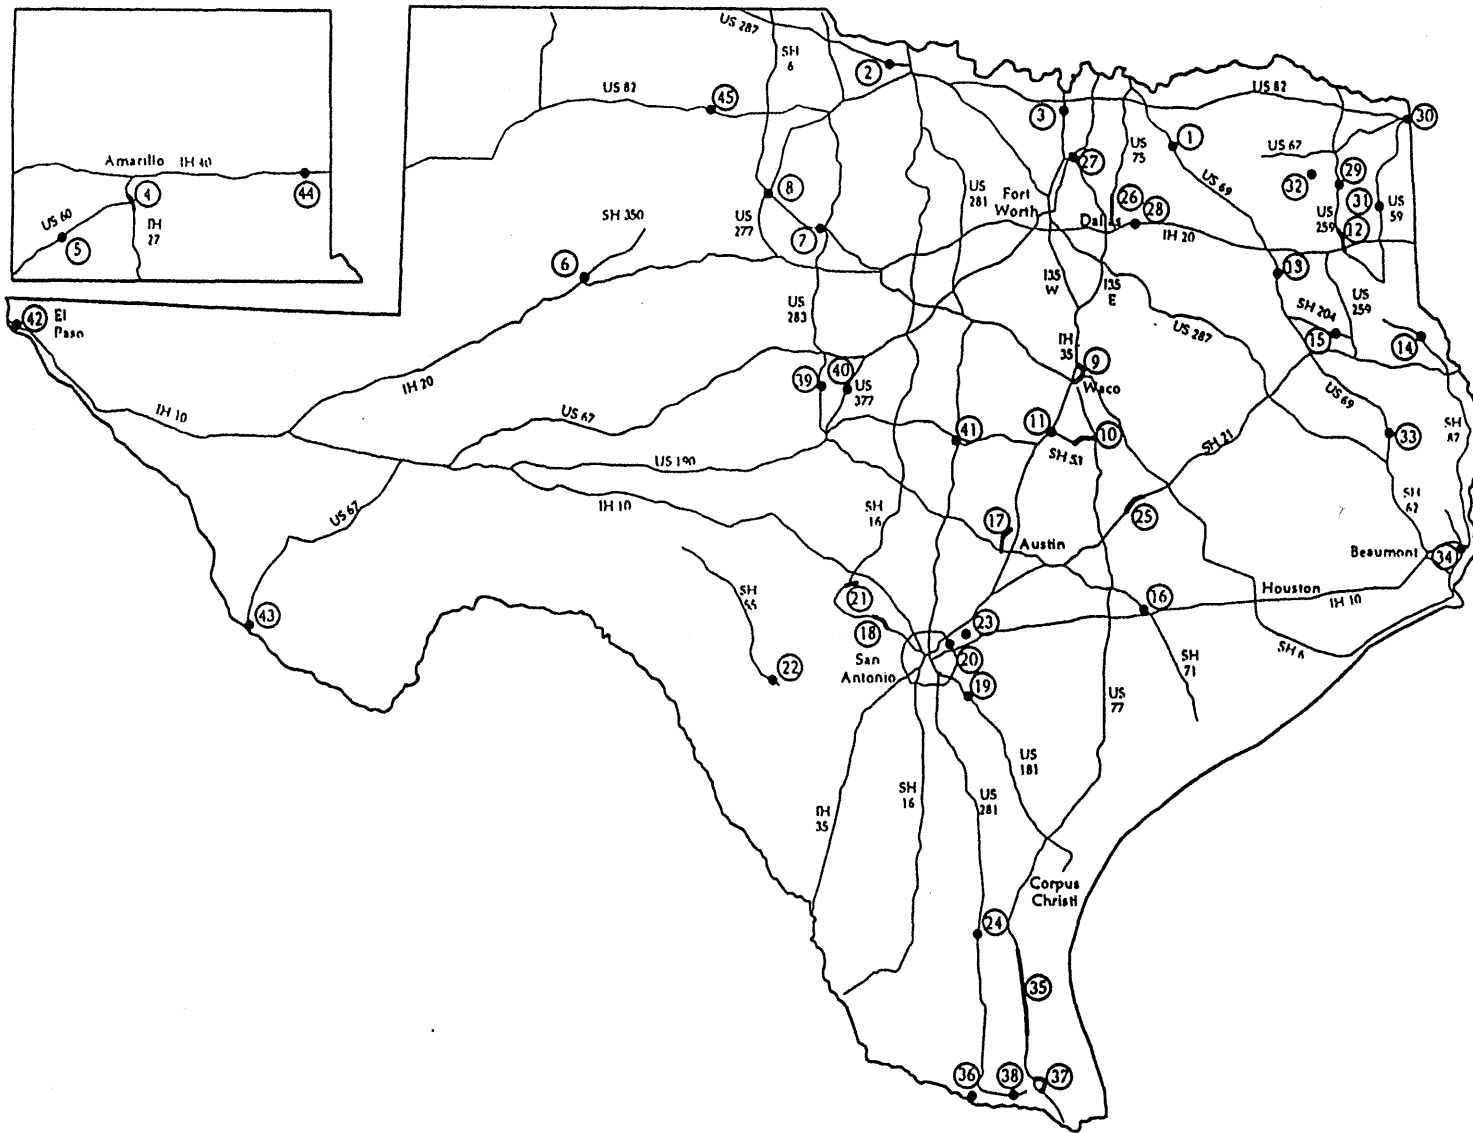 US 287
SH
6
2
US 82
45
3
US 82
30
1
US
75
27
US 67
Amarillo
IH 40
4
44
US 60
5
IH
27
8
US
281
Fort
Worth
26
28
Dallas
US 69
32
29
31
US
59
US
259
12
IH 20
SH 350
US
277
7
6
13
I35
W
I35
E
US
283
SH 204
US
259
15
14
US 287
42
El
Paso
IH
35
9
Waco
IH 20
39
40
US
377
IH 10
US 67
41
11
10
SH 53
US 69
33
SH
87
SH 21
US 190
IH 10
SH
16
US 67
17
Austin
25
SH
62
Beaumont
34
SH
55
21
16
Houston
IH 10
43
18
23
San
Antonio
20
SH 6
22
19
SH
71
US
77
US
181
SH
16
US
281
IH
35
Corpus
Christi
24
35
36
38
37